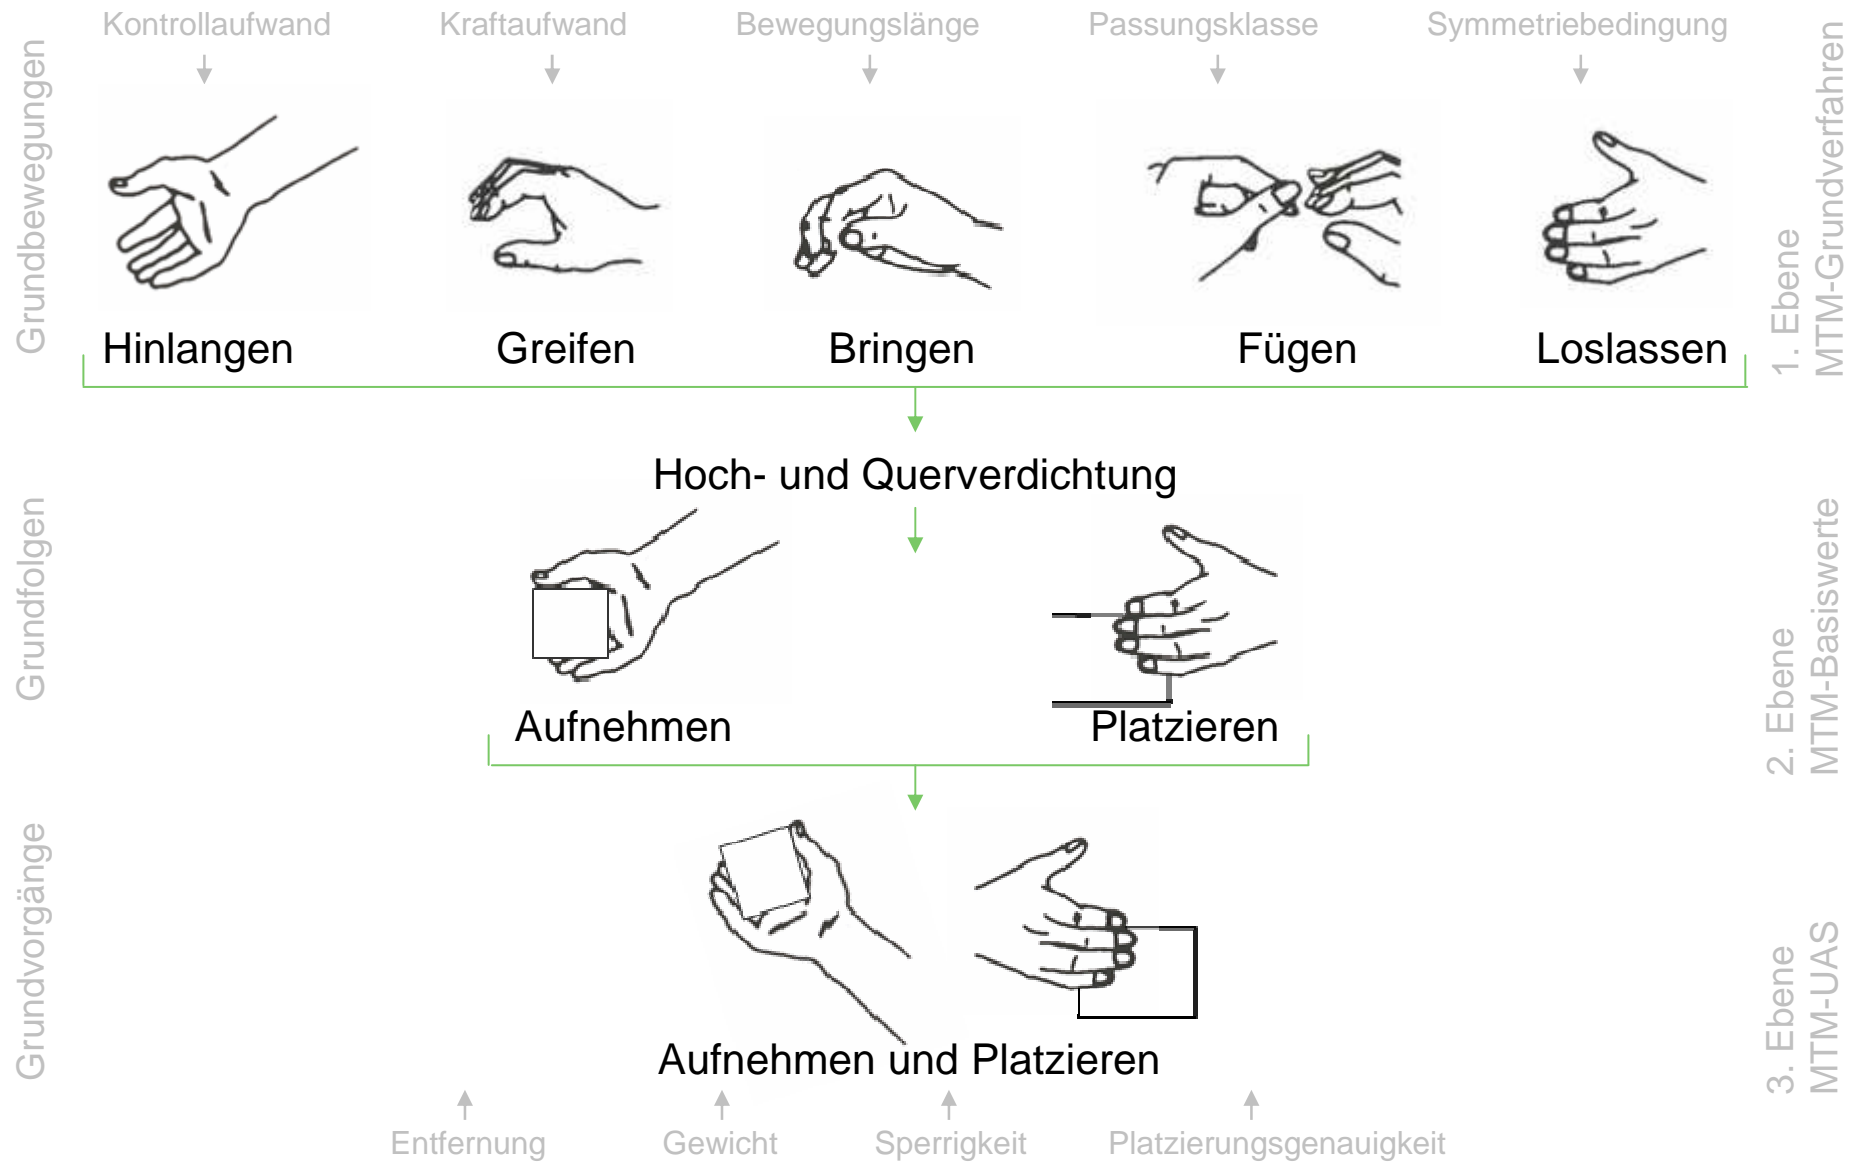 Kontrollaufwand
Kraftaufwand
Bewegungslänge
Passungsklasse
Symmetriebedingung
Grundbewegungen
1. Ebene
MTM-Grundverfahren
Hinlangen
Greifen
Bringen
Fügen
Loslassen
Hoch- und Querverdichtung
Grundfolgen
2. Ebene
MTM-Basiswerte
Aufnehmen
Platzieren
Grundvorgänge
3. Ebene
MTM-UAS
Aufnehmen und Platzieren
Entfernung
Gewicht
Sperrigkeit
Platzierungsgenauigkeit